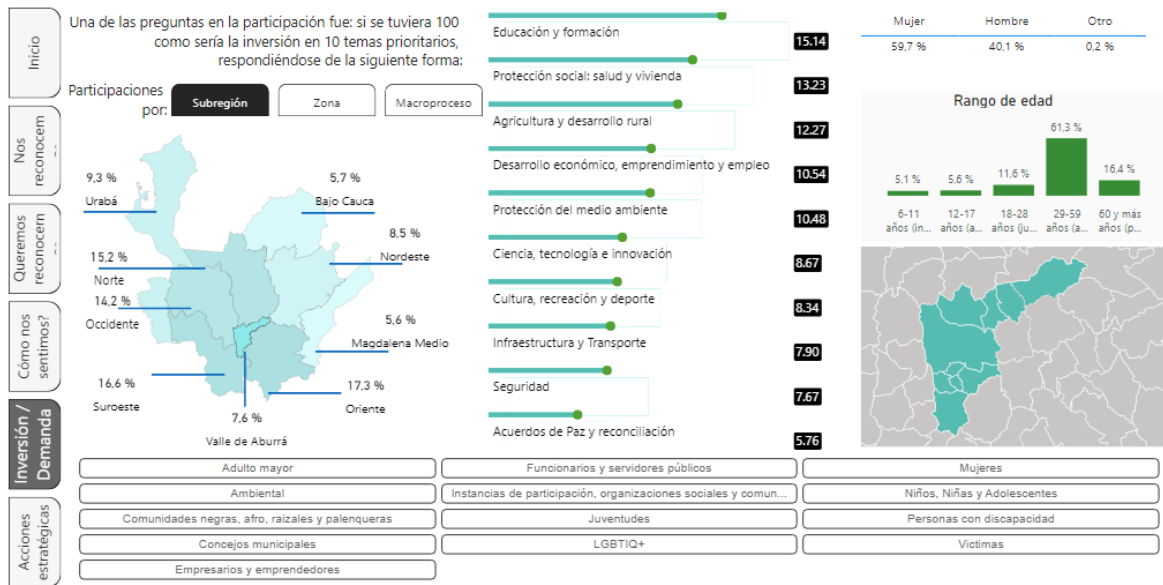 Inicio
Nos
reconocem
Queremos
reconocem
Cómo nos
sentimos?
Inversión /
Demanda
Acciones
estratégicas
Una de las preguntas en la participación fue: si se tuviera 100
como sería la inversión en 10 temas prioritarios,
respondiéndose de la siguiente forma:
Participaciones
por:
Subregión
Zona
Macroproceso
9,3 %
Urabá
5,7 %
Bajo Cauca
8,5 %
Nordeste
15,2 %
Norte
14,2 %
Occidente
5,6 %
Magdalena Medio
16,6 %
Suroeste
17,3 %
Oriente
7,6 %
Valle de Aburrá
Educación y formación
15.14
Protección social: salud y vivienda
13.23
Agricultura y desarrollo rural
12.27
Desarrollo económico, emprendimiento y empleo
10.54
Protección del medio ambiente
10.48
Ciencia, tecnología e innovación
8.67
Cultura, recreación y deporte
8.34
Infraestructura y Transporte
7.90
Seguridad
7.67
Acuerdos de Paz y reconciliación
5.76
Mujer Hombre Otro
59,7 % 40,1 % 0,2 %
Rango de edad
5,1 % 5,6 % 11,6 % 61,3 % 16,4 %
6-11 12-17 18-28 29-59 60 y más
años (in... años (a... años (ju... años (a... años (p...
Adulto mayor
Funcionarios y servidores públicos
Mujeres
Ambiental
Instancias de participación, organizaciones sociales y comun...
Niños, Niñas y Adolescentes
Comunidades negras, afro, raizales y palenqueras
Juventudes
Personas con discapacidad
Concejos municipales
LGBTIQ+
Victimas
Empresarios y emprendedores